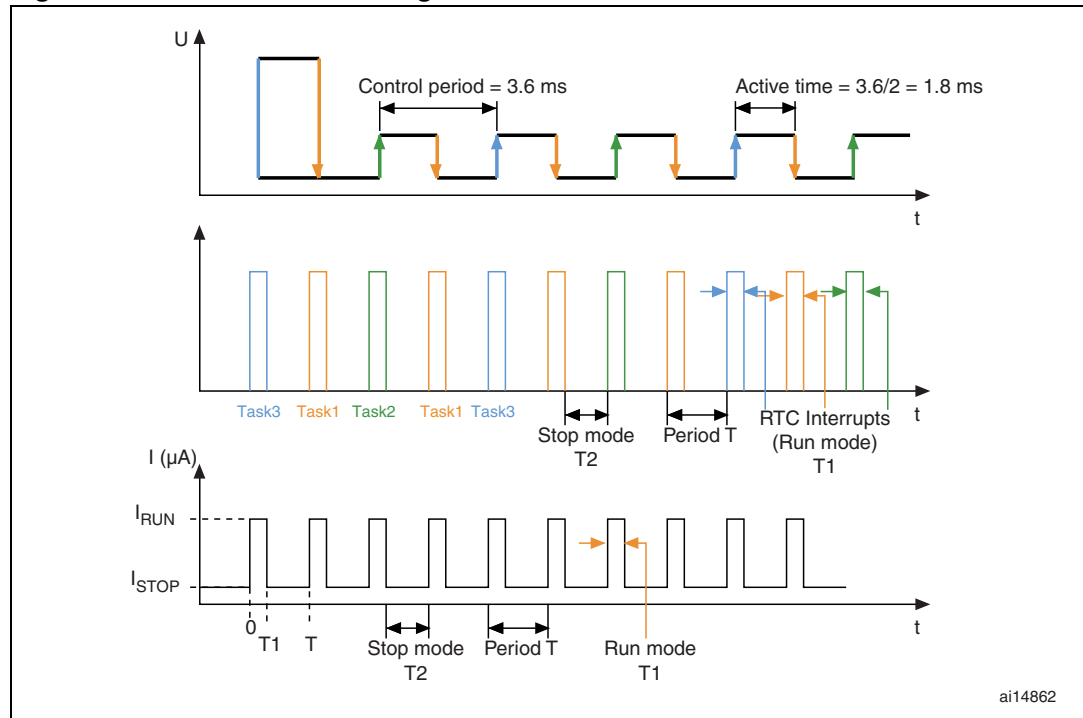 U
Control period = 3.6 ms
Active time = 3.6/2 = 1.8 ms
t
Task3
Task1
Task2
Task1
Task3
Stop mode
T2
Period T
RTC Interrupts
(Run mode)
T1
t
I (µA)
IRUN
ISTOP
0
T1
T
Stop mode
T2
Period T
Run mode
T1
t
ai14862